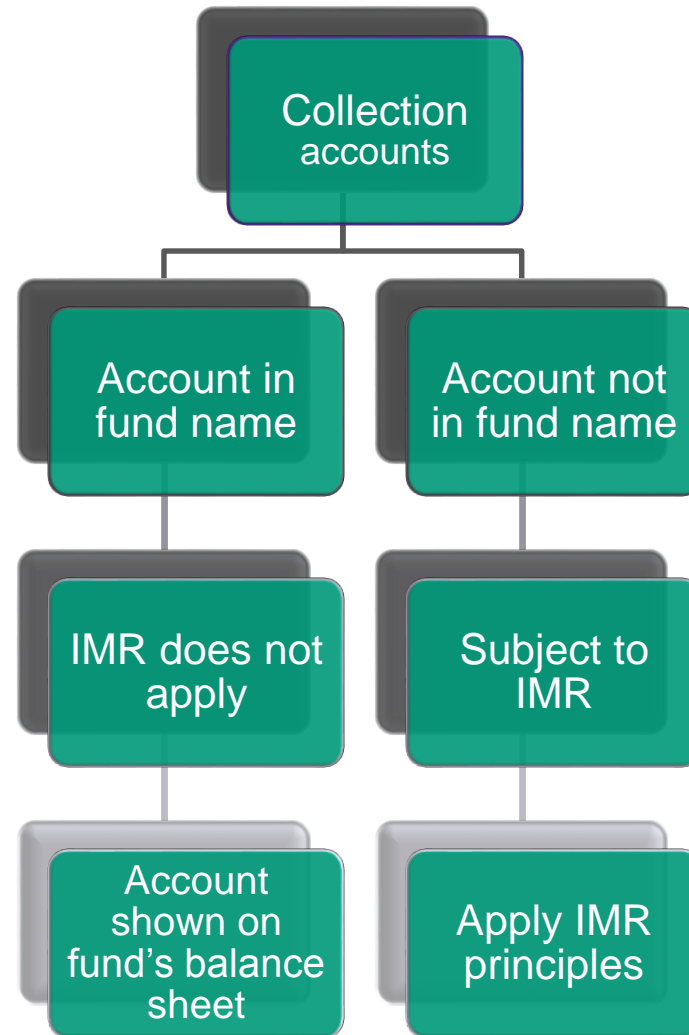 Collection
accounts
Account in
fund name
Account not
in fund name
IMR does not
apply
Subject to
IMR
Account
shown on
fund’s balance
sheet
Apply IMR
principles